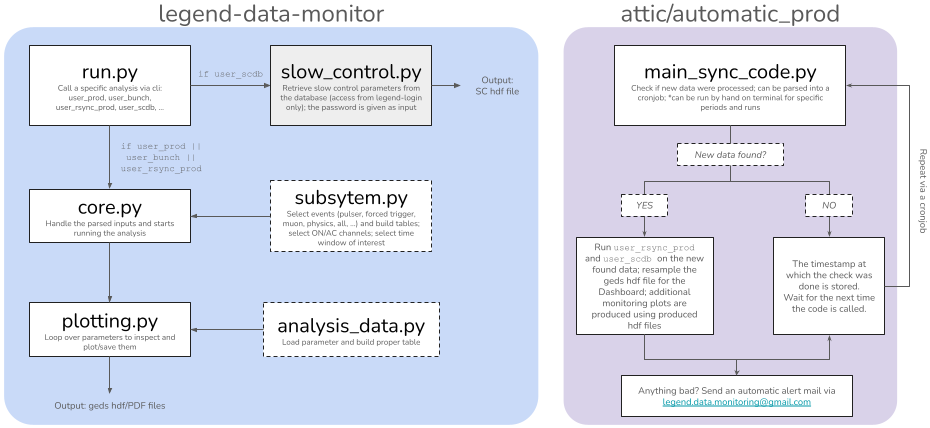 legend-data-monitor
run.py
Call a specific analysis via cli:
user_prod, user_bunch,
user_rsync_prod, user_scdb, ...
if user_scdb
slow_control.py
Retrieve slow control parameters from
the database (access from legend-login
only); the password is given as input
Output:
SC hdf file
if user_prod ||
user_bunch ||
user_rsync_prod
core.py
Handle the parsed inputs and starts
running the analysis
subsytem.py
Select events (pulser, forced trigger,
muon, physics, all, ...) and build tables;
select ON/AC channels; select time
window of interest
plotting.py
Loop over parameters to inspect and
plot/save them
analysis_data.py
Load parameter and build proper table
Output: geds hdf/PDF files
attic/automatic_prod
main_sync_code.py
Check if new data were processed; can be parsed into a
cronjob; *can be run by hand on terminal for specific
periods and runs
New data found?
YES
NO
Run user_rsync_prod
and user_scdb on the new
found data; resample the
geds hdf file for the
Dashboard; additional
monitoring plots are
produced using produced
hdf files
The timestamp at
which the check was
done is stored.
Wait for the next time
the code is called.
Repeat via a cronjob
Anything bad? Send an automatic alert mail via
legend.data.monitoring@gmail.com